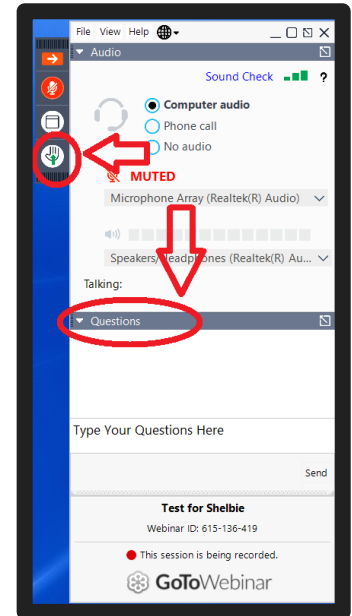 File View Help
Audio
Sound Check ?
Computer audio
Phone call
No audio
MUTED
Microphone Array (Realtek(R) Audio)
Speakers/Headphones (Realtek(R) Au...
Talking:
Questions
Type Your Questions Here
Send
Test for Shelbie
Webinar ID: 615-136-419
This session is being recorded.
GoToWebinar